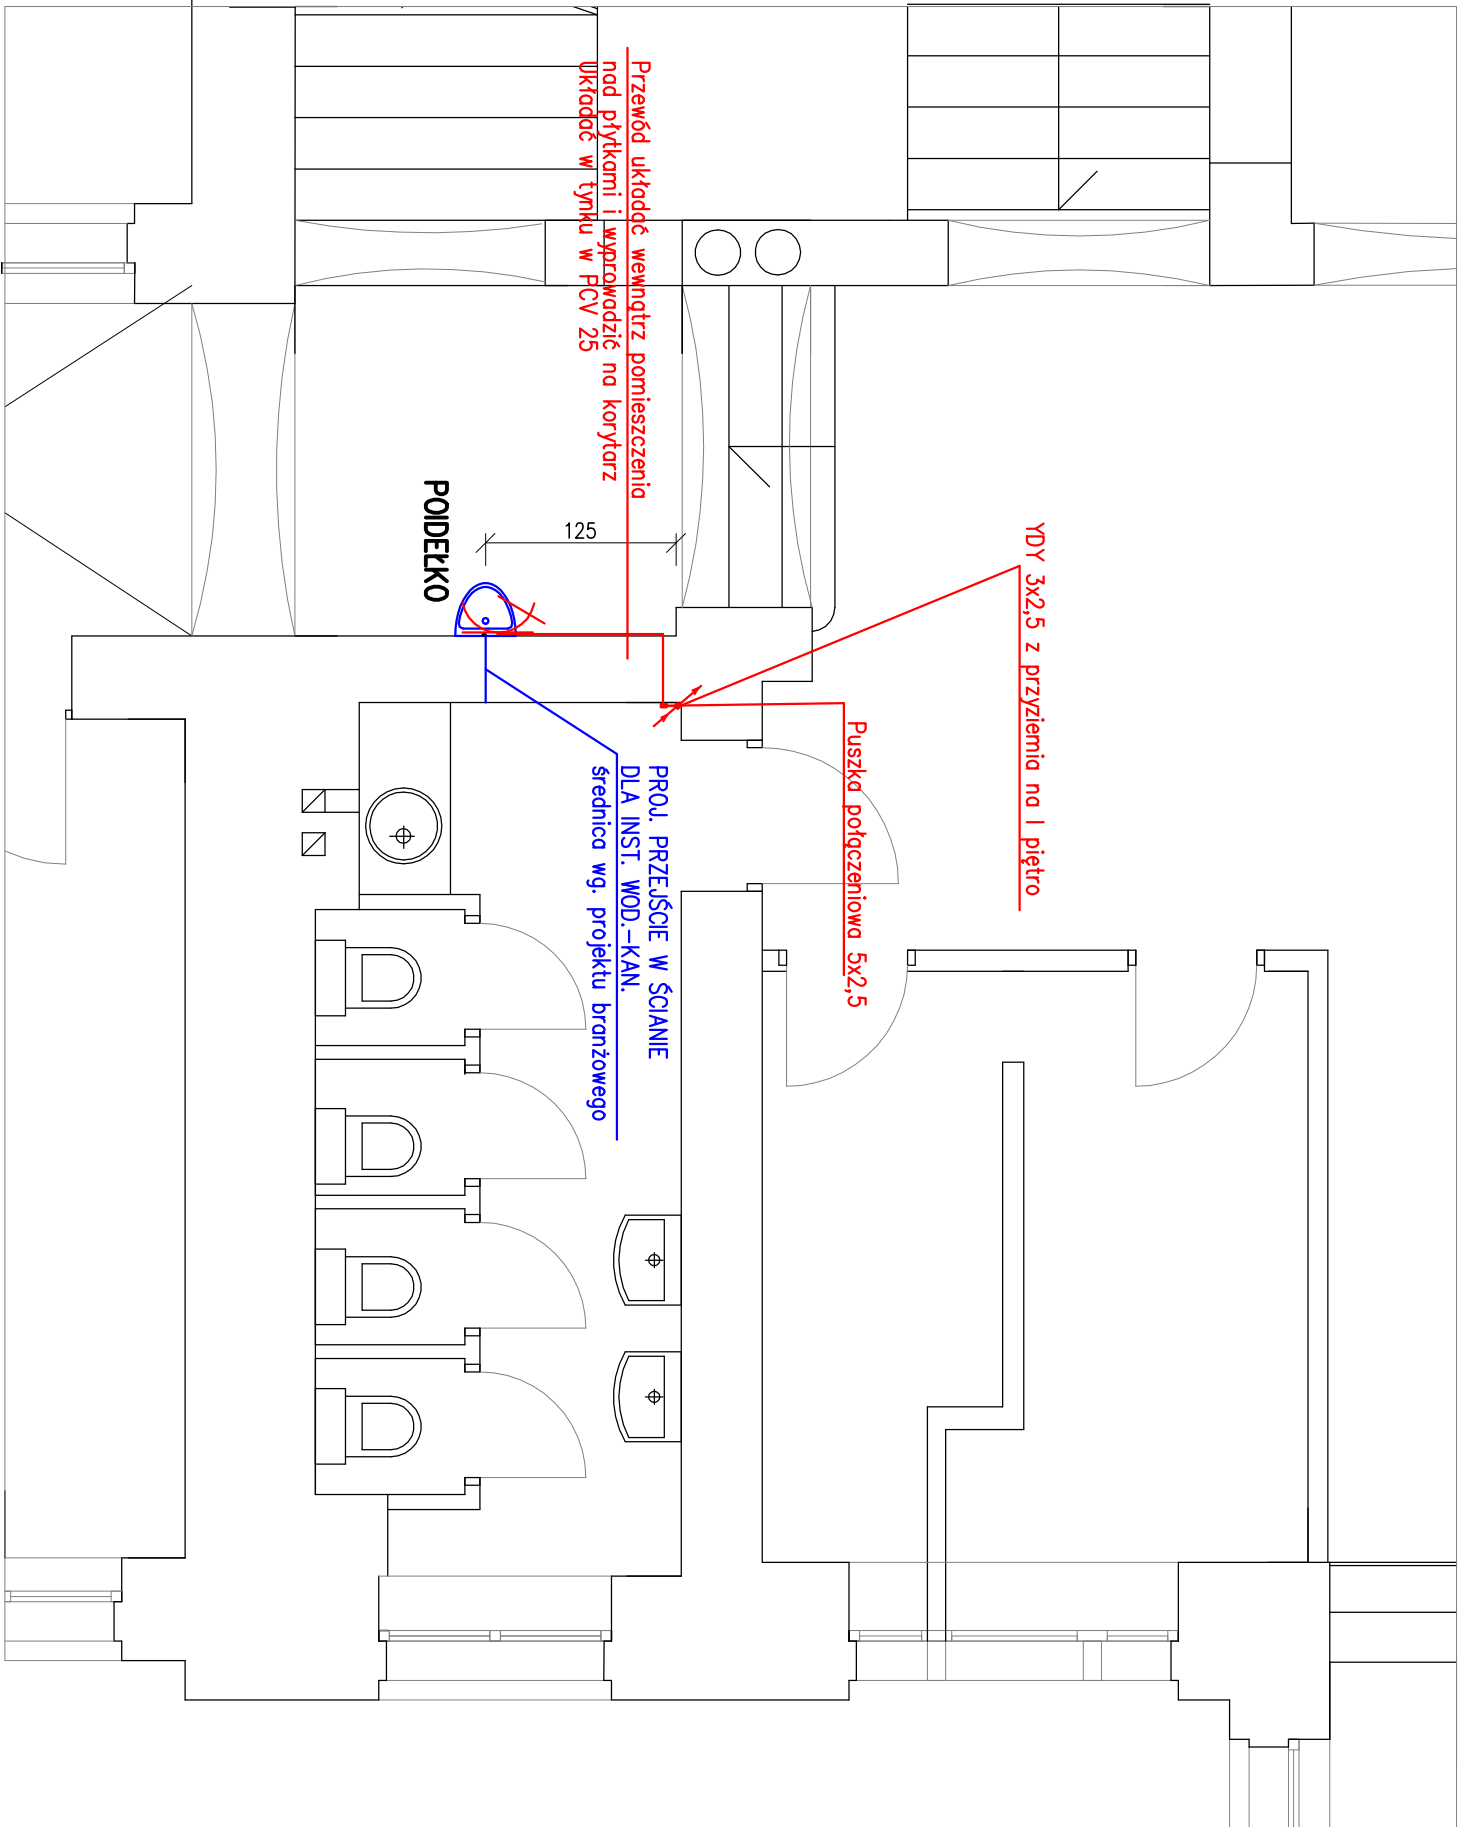 Przewód układać wewnątrz pomieszczenia
nad płytkami i wyprowadzić na korytarz
Układać w tynku w PCV 25
YDY 3x2,5 z przyziemia na I piętro
Puszka połączeniowa 5x2,5
125
POIDEŁKO
PROJ. PRZEJŚCIE W ŚCIANIE
DLA INST. WOD.-KAN.
średnica wg. projektu branżowego